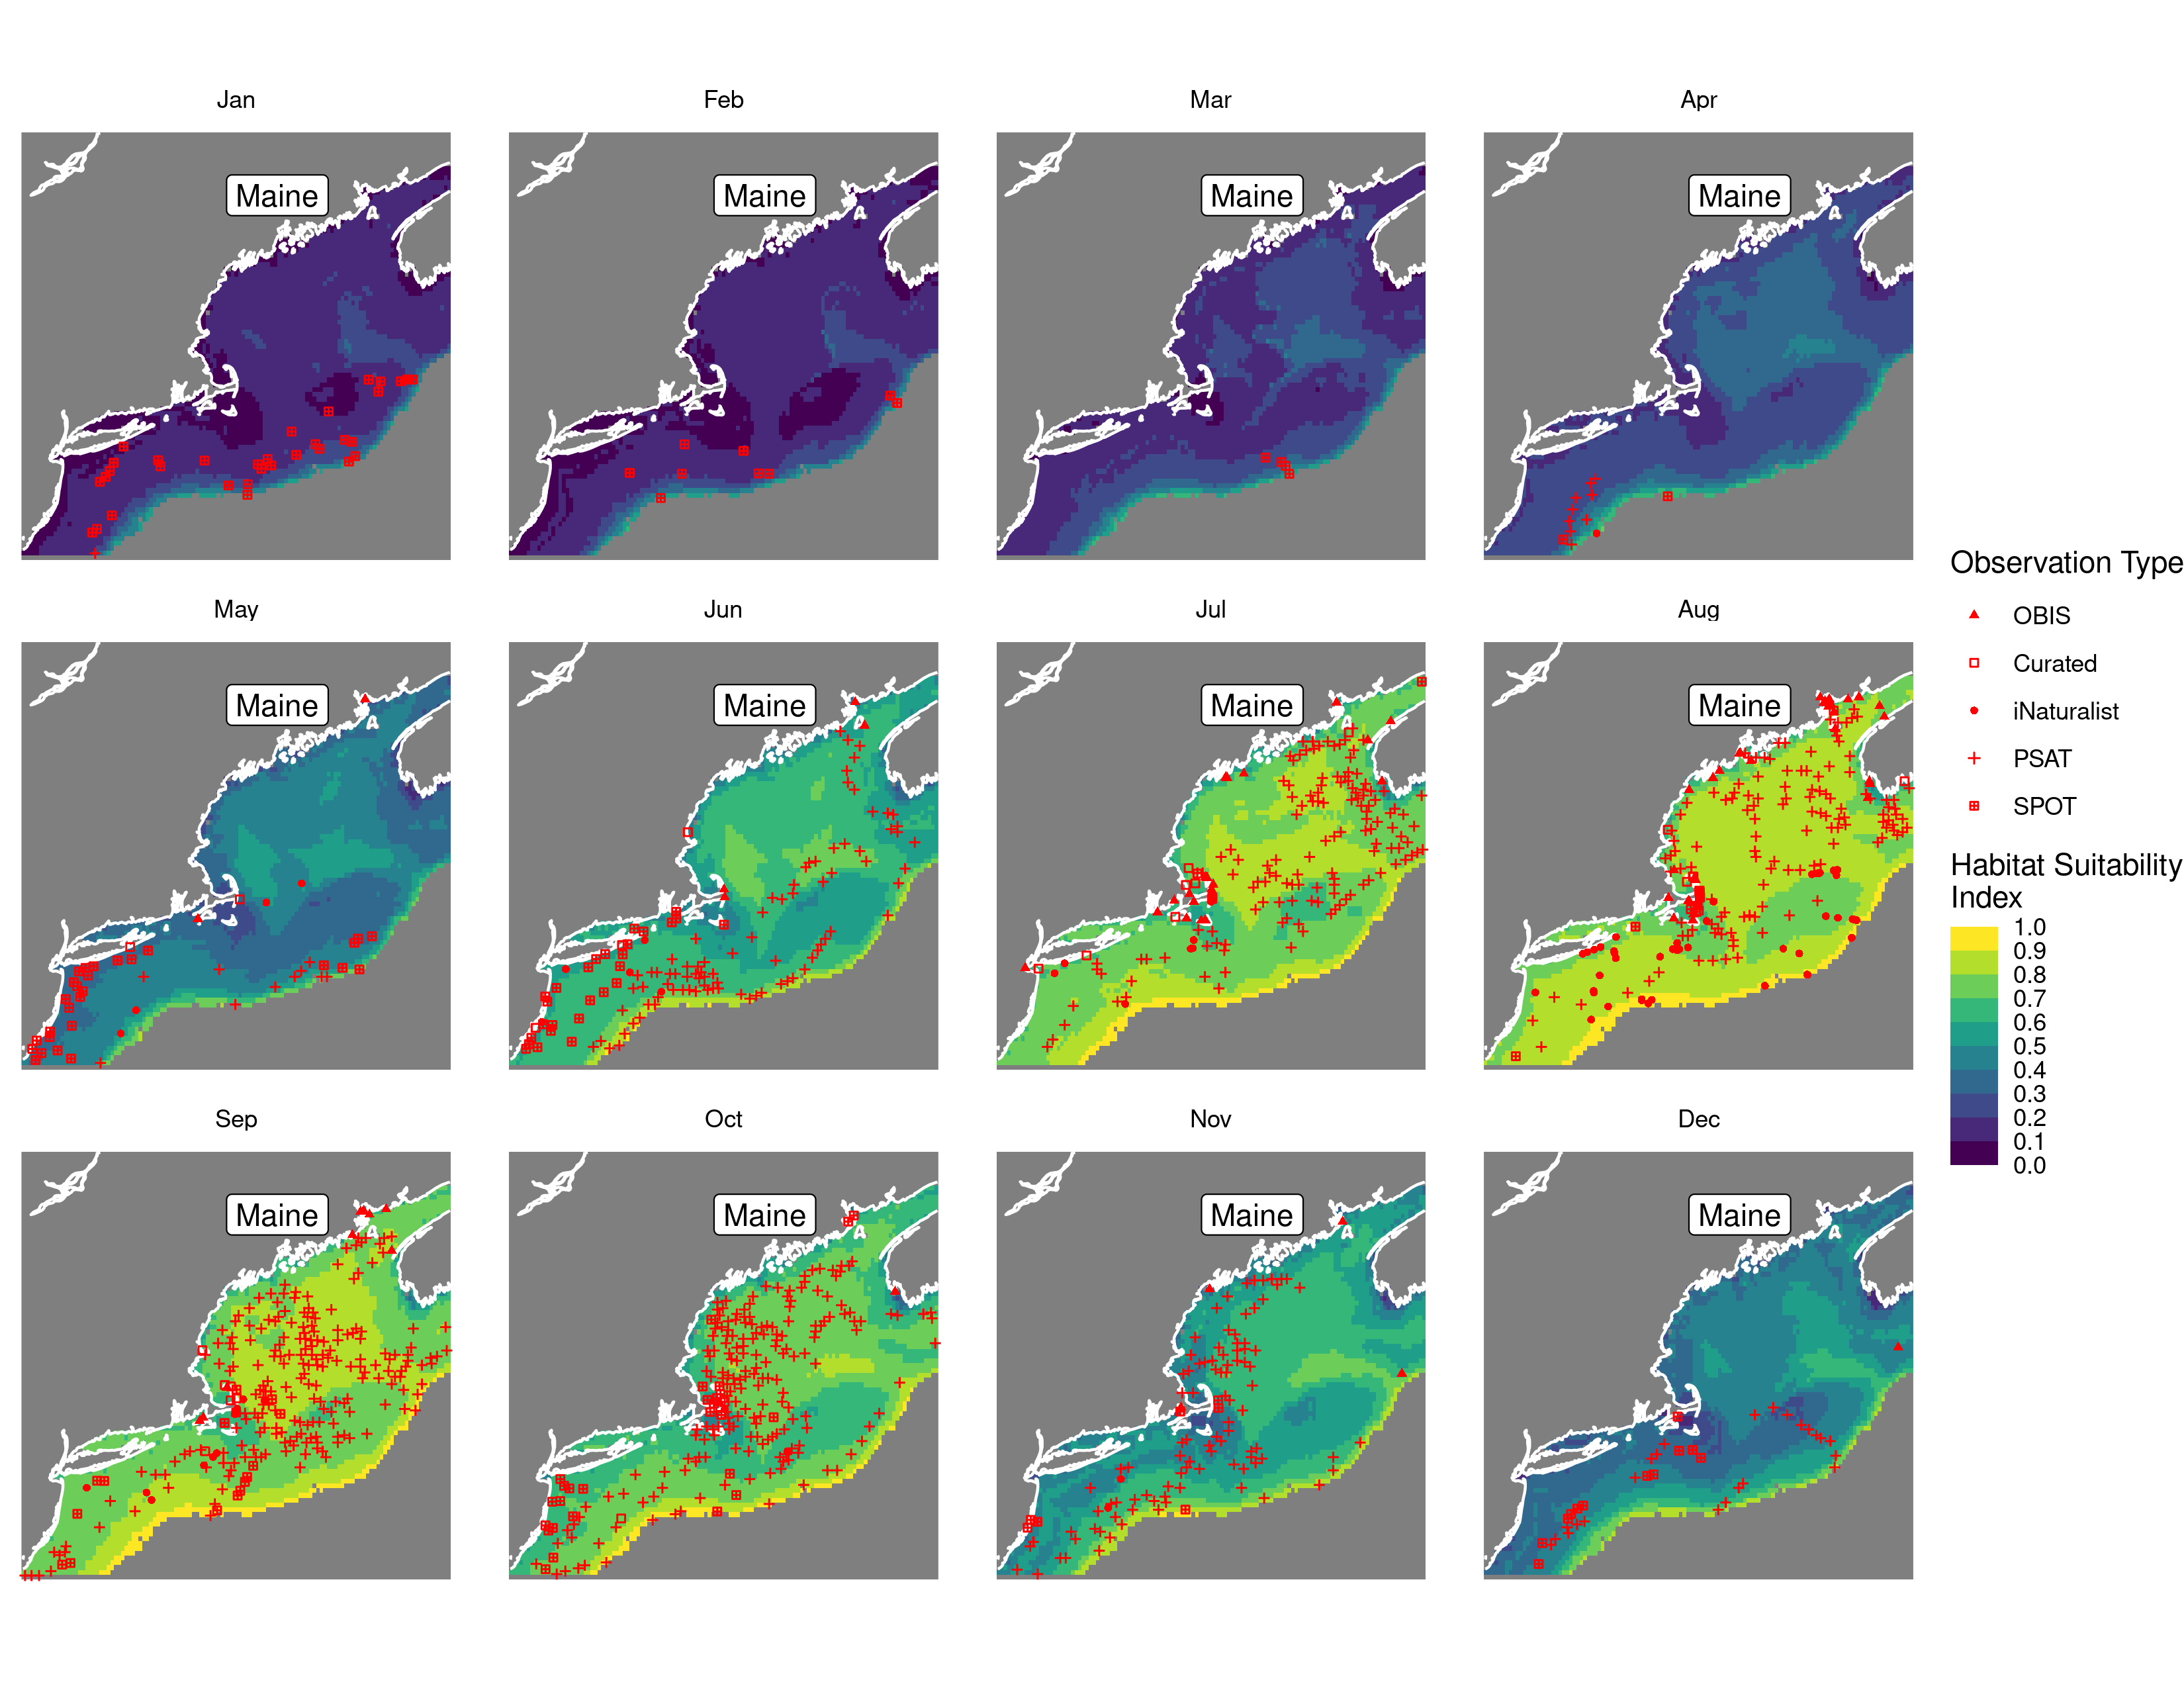 Jan
Feb
Mar
Apr
Maine
Maine
Maine
Maine
May
Jun
Jul
Aug
Maine
Maine
Maine
Maine
Sep
Oct
Nov
Dec
Maine
Maine
Maine
Maine
Observation Type
OBIS
Curated
iNaturalist
PSAT
SPOT
Habitat Suitability
Index
1.0
0.9
0.8
0.7
0.6
0.5
0.4
0.3
0.2
0.1
0.0